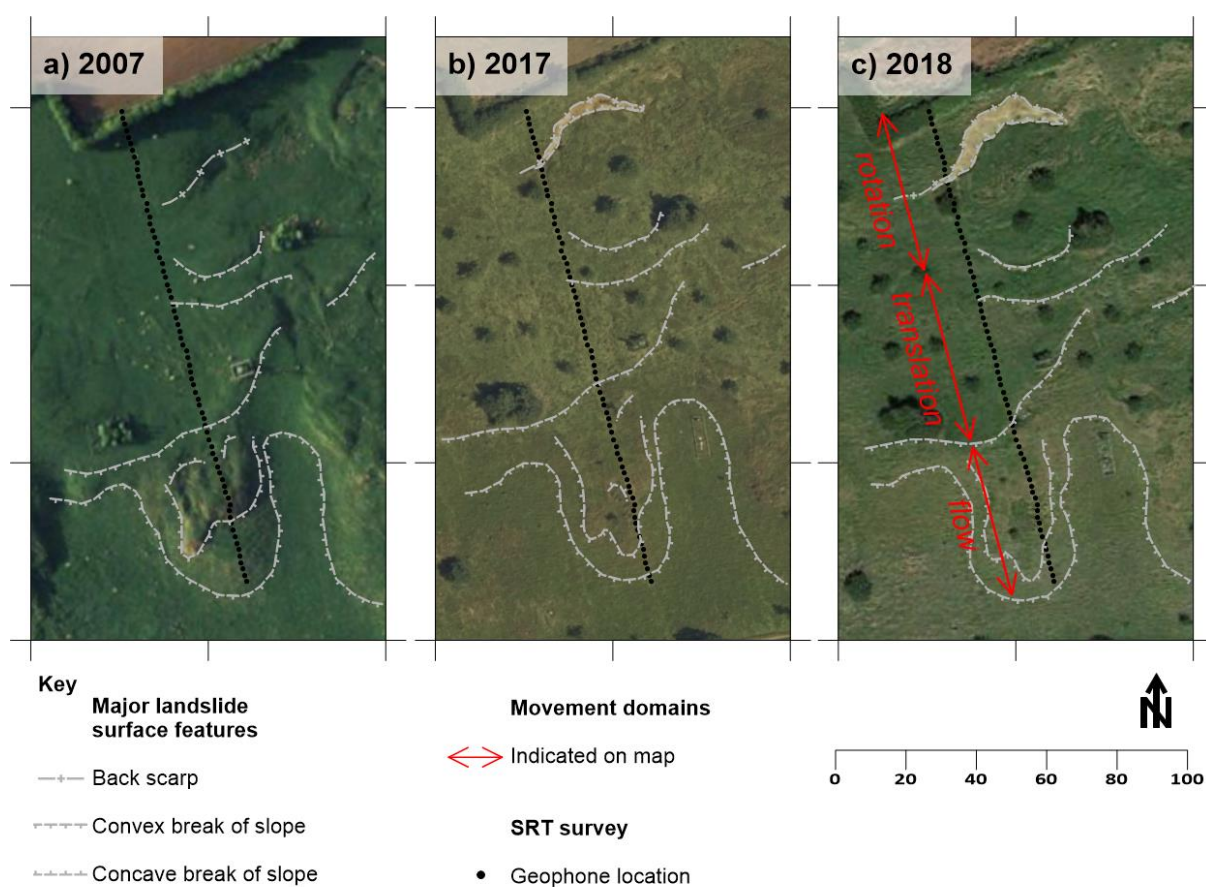 a) 2007
b) 2017
c) 2018
rotation
translation
flow
Key
Major landslide
surface features
Back scarp
Convex break of slope
Concave break of slope
Movement domains
Indicated on map
SRT survey
Geophone location
N
0 20 40 60 80 100